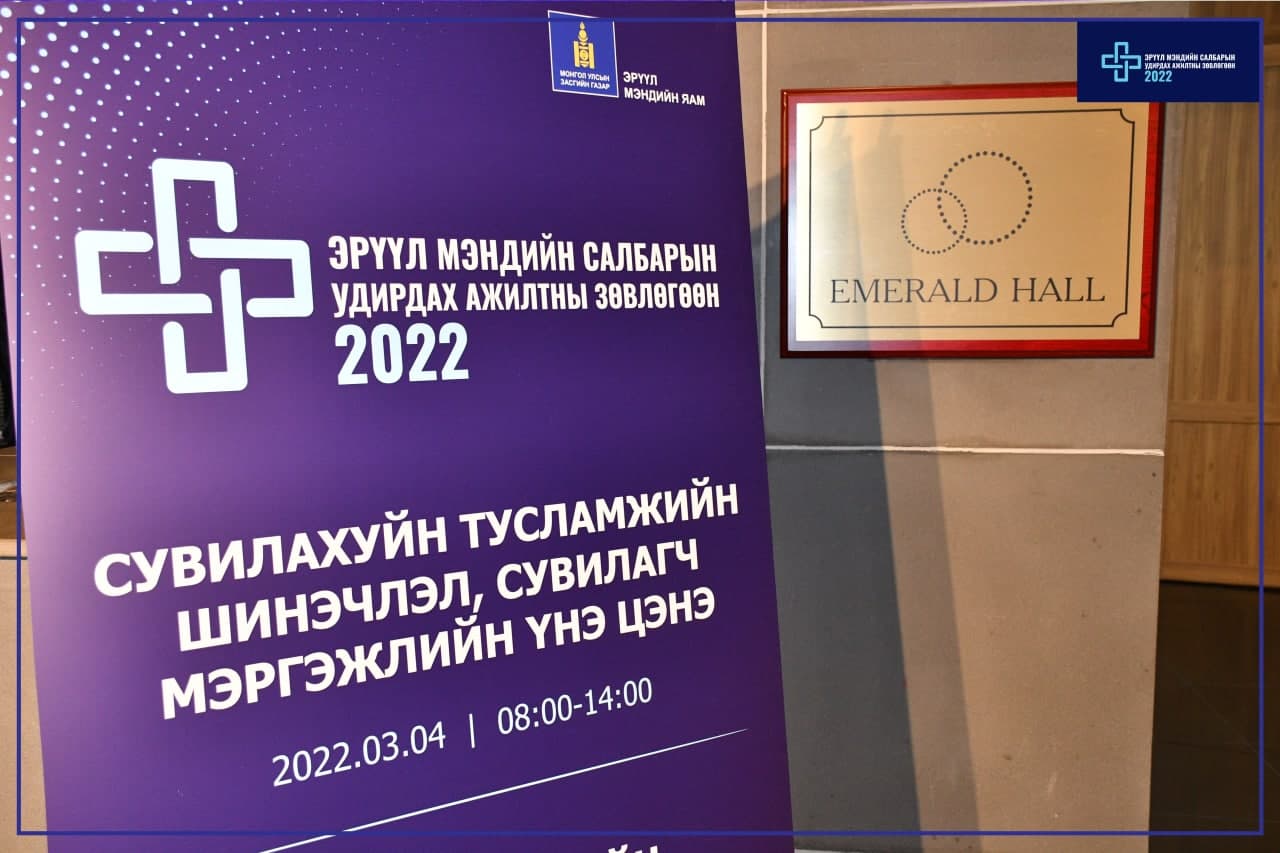 МОНГОЛ УЛСЫН
ЗАСГИЙН ГАЗАР
ЭРҮҮЛ
МЭНДИЙН ЯАМ
ЭРҮҮЛ МЭНДИЙН САЛБАРЫН
УДИРДАХ АЖИЛТНЫ ЗӨВЛӨГӨӨН
2022
СУВИЛАХУЙН ТУСЛАМЖИЙН
ШИНЭЧЛЭЛ, СУВИЛАГЧ
МЭРГЭЖЛИЙН ҮНЭ ЦЭНЭ
2022.03.04 | 08:00-14:00
ЭРҮҮЛ МЭНДИЙН САЛБАРЫН
УДИРДАХ АЖИЛТНЫ ЗӨВЛӨГӨӨН
2022
EMERALD HALL